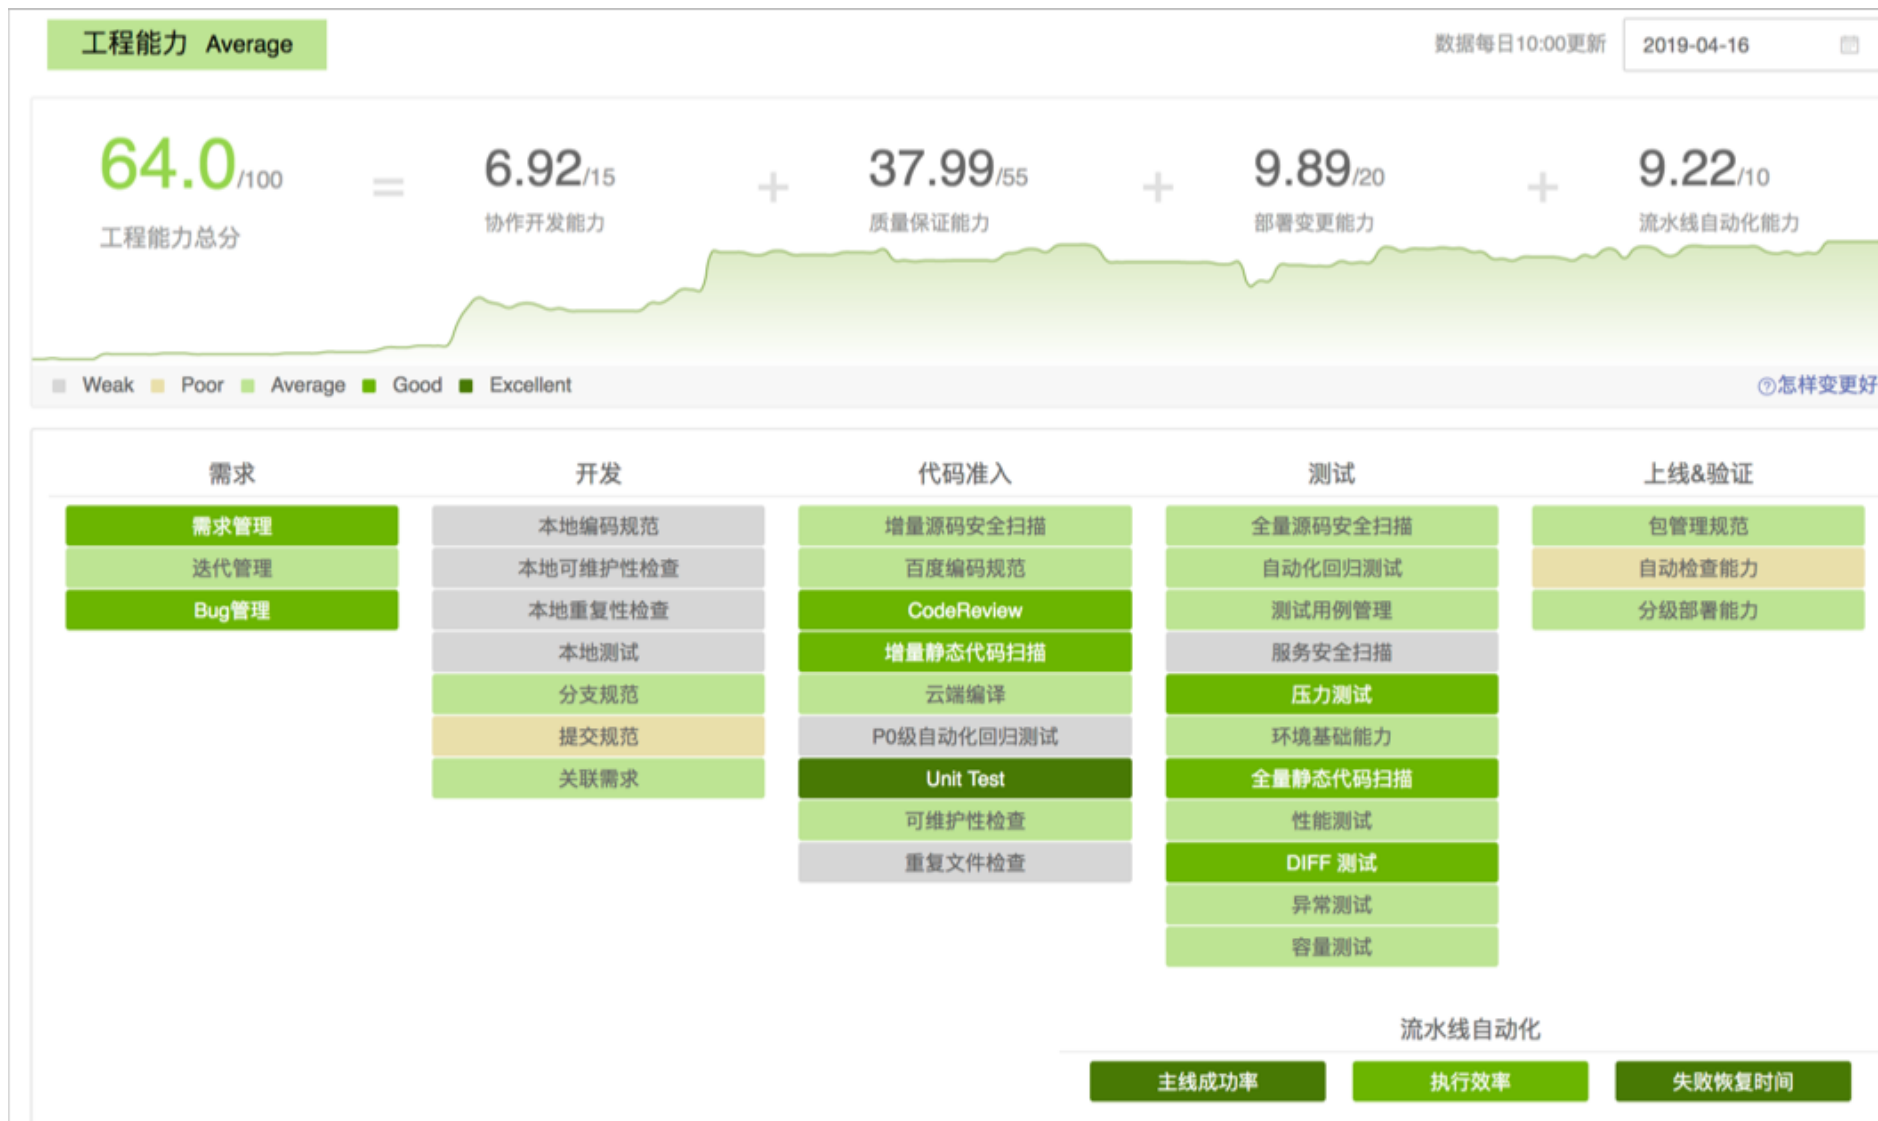 工程能力 Average
数据每日10:00更新 2019-04-16
64.0/100 = 6.92/15 + 37.99/55 + 9.89/20 + 9.22/10
工程能力总分 协作开发能力 质量保证能力 部署变更能力 流水线自动化能力
Weak Poor Average Good Excellent
?怎样变更好
需求 开发 代码准入 测试 上线&验证
需求管理 本地编码规范 增量源码安全扫描 全量源码安全扫描 包管理规范
迭代管理 本地可维护性检查 百度编码规范 自动化回归测试 自动检查能力
Bug管理 本地重复性检查 CodeReview 测试用例管理 分级部署能力
本地测试 增量静态代码扫描 服务安全扫描
分支规范 云端编译 压力测试
提交规范 P0级自动化回归测试 环境基础能力
关联需求 Unit Test 全量静态代码扫描
可维护性检查 性能测试
重复文件检查 DIFF 测试
异常测试
容量测试
流水线自动化
主线成功率 执行效率 失败恢复时间